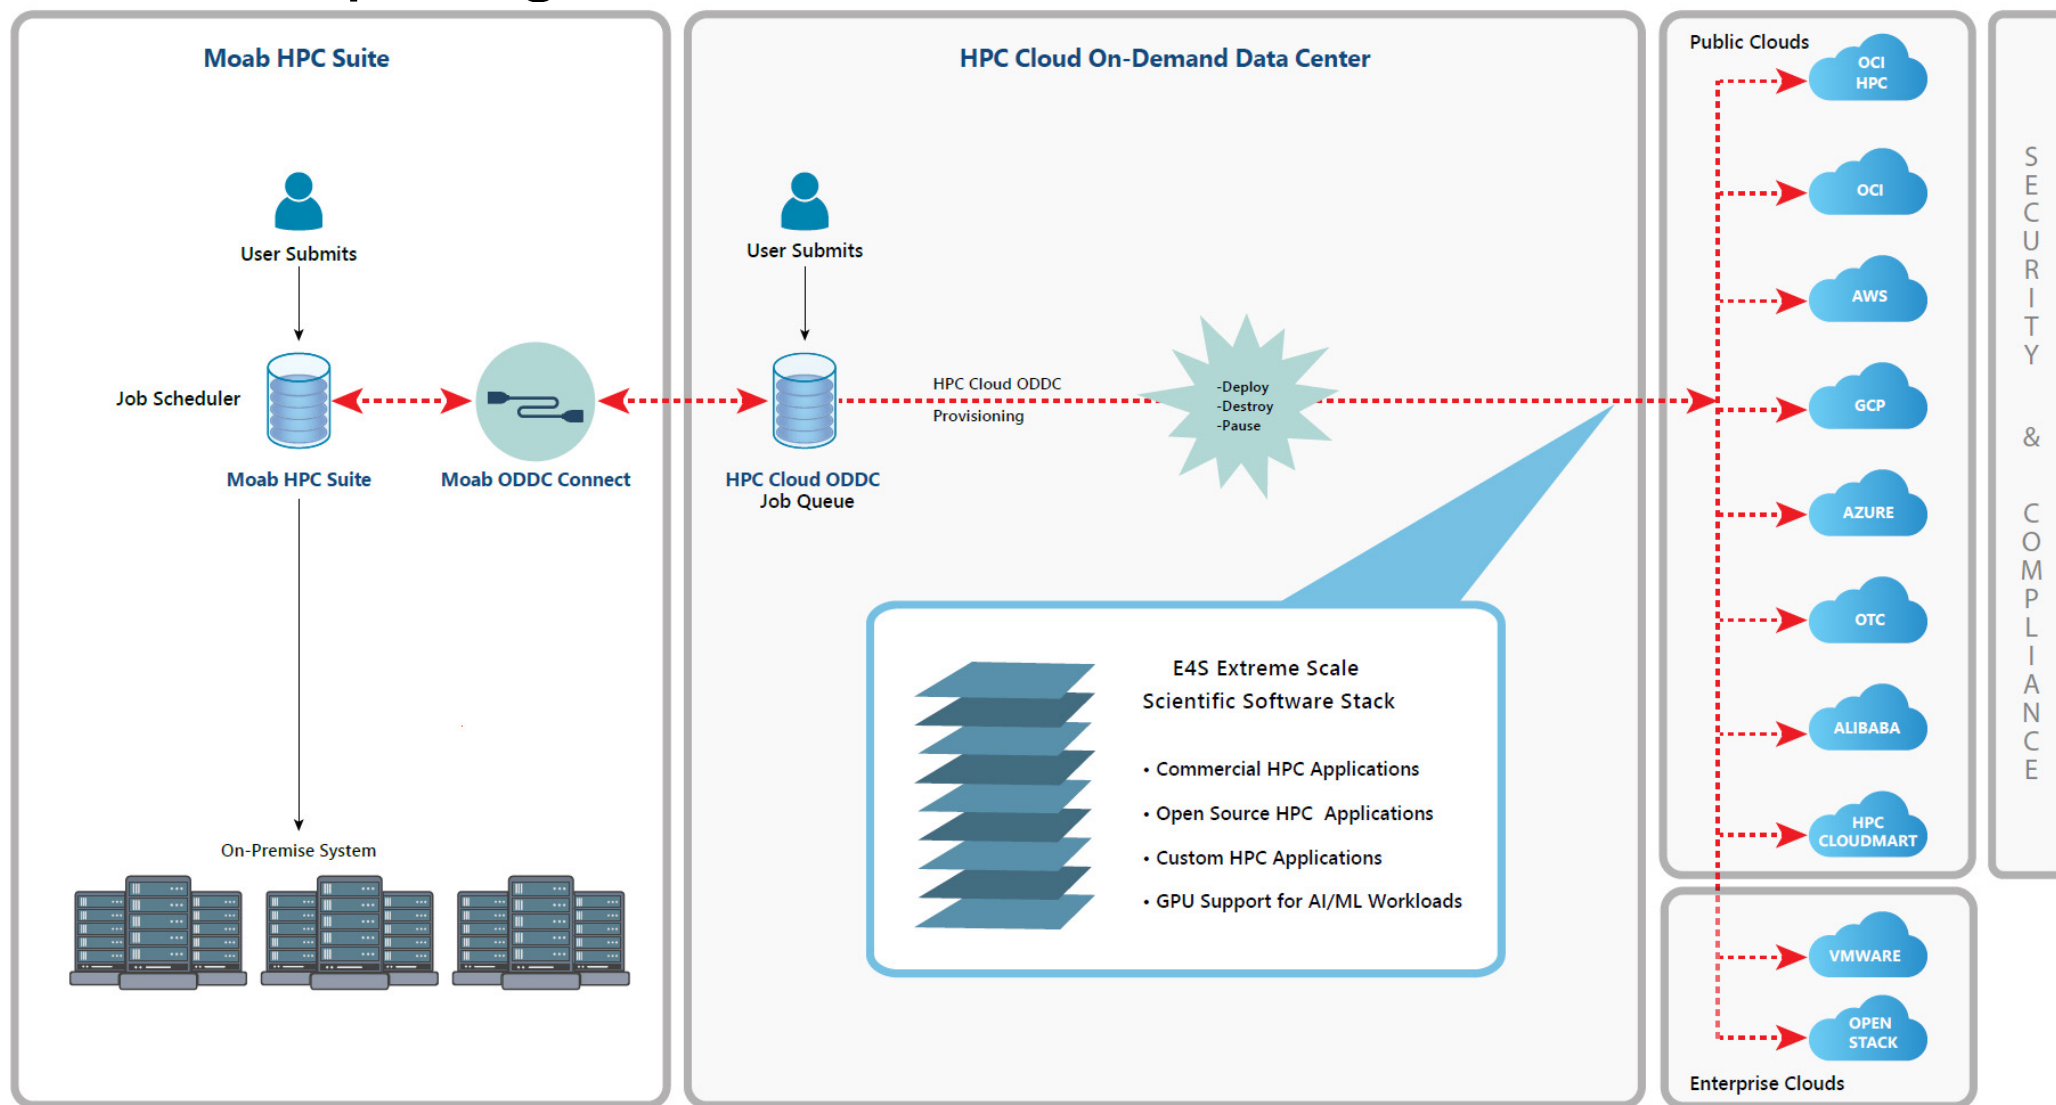 Moab HPC Suite
User Submits
Job Scheduler
Moab HPC Suite
Moab ODDC Connect
On-Premise System
HPC Cloud On-Demand Data Center
User Submits
HPC Cloud ODDC
Job Queue
HPC Cloud ODDC
Provisioning
-Deploy
-Destroy
-Pause
E4S Extreme Scale
Scientific Software Stack
• Commercial HPC Applications
• Open Source HPC Applications
• Custom HPC Applications
• GPU Support for AI/ML Workloads
Public Clouds
OCI
HPC
OCI
AWS
GCP
AZURE
OTC
ALIBABA
HPC
CLOUDMART
VMWARE
OPEN
STACK
Enterprise Clouds
SECURITY & COMPLIANCE